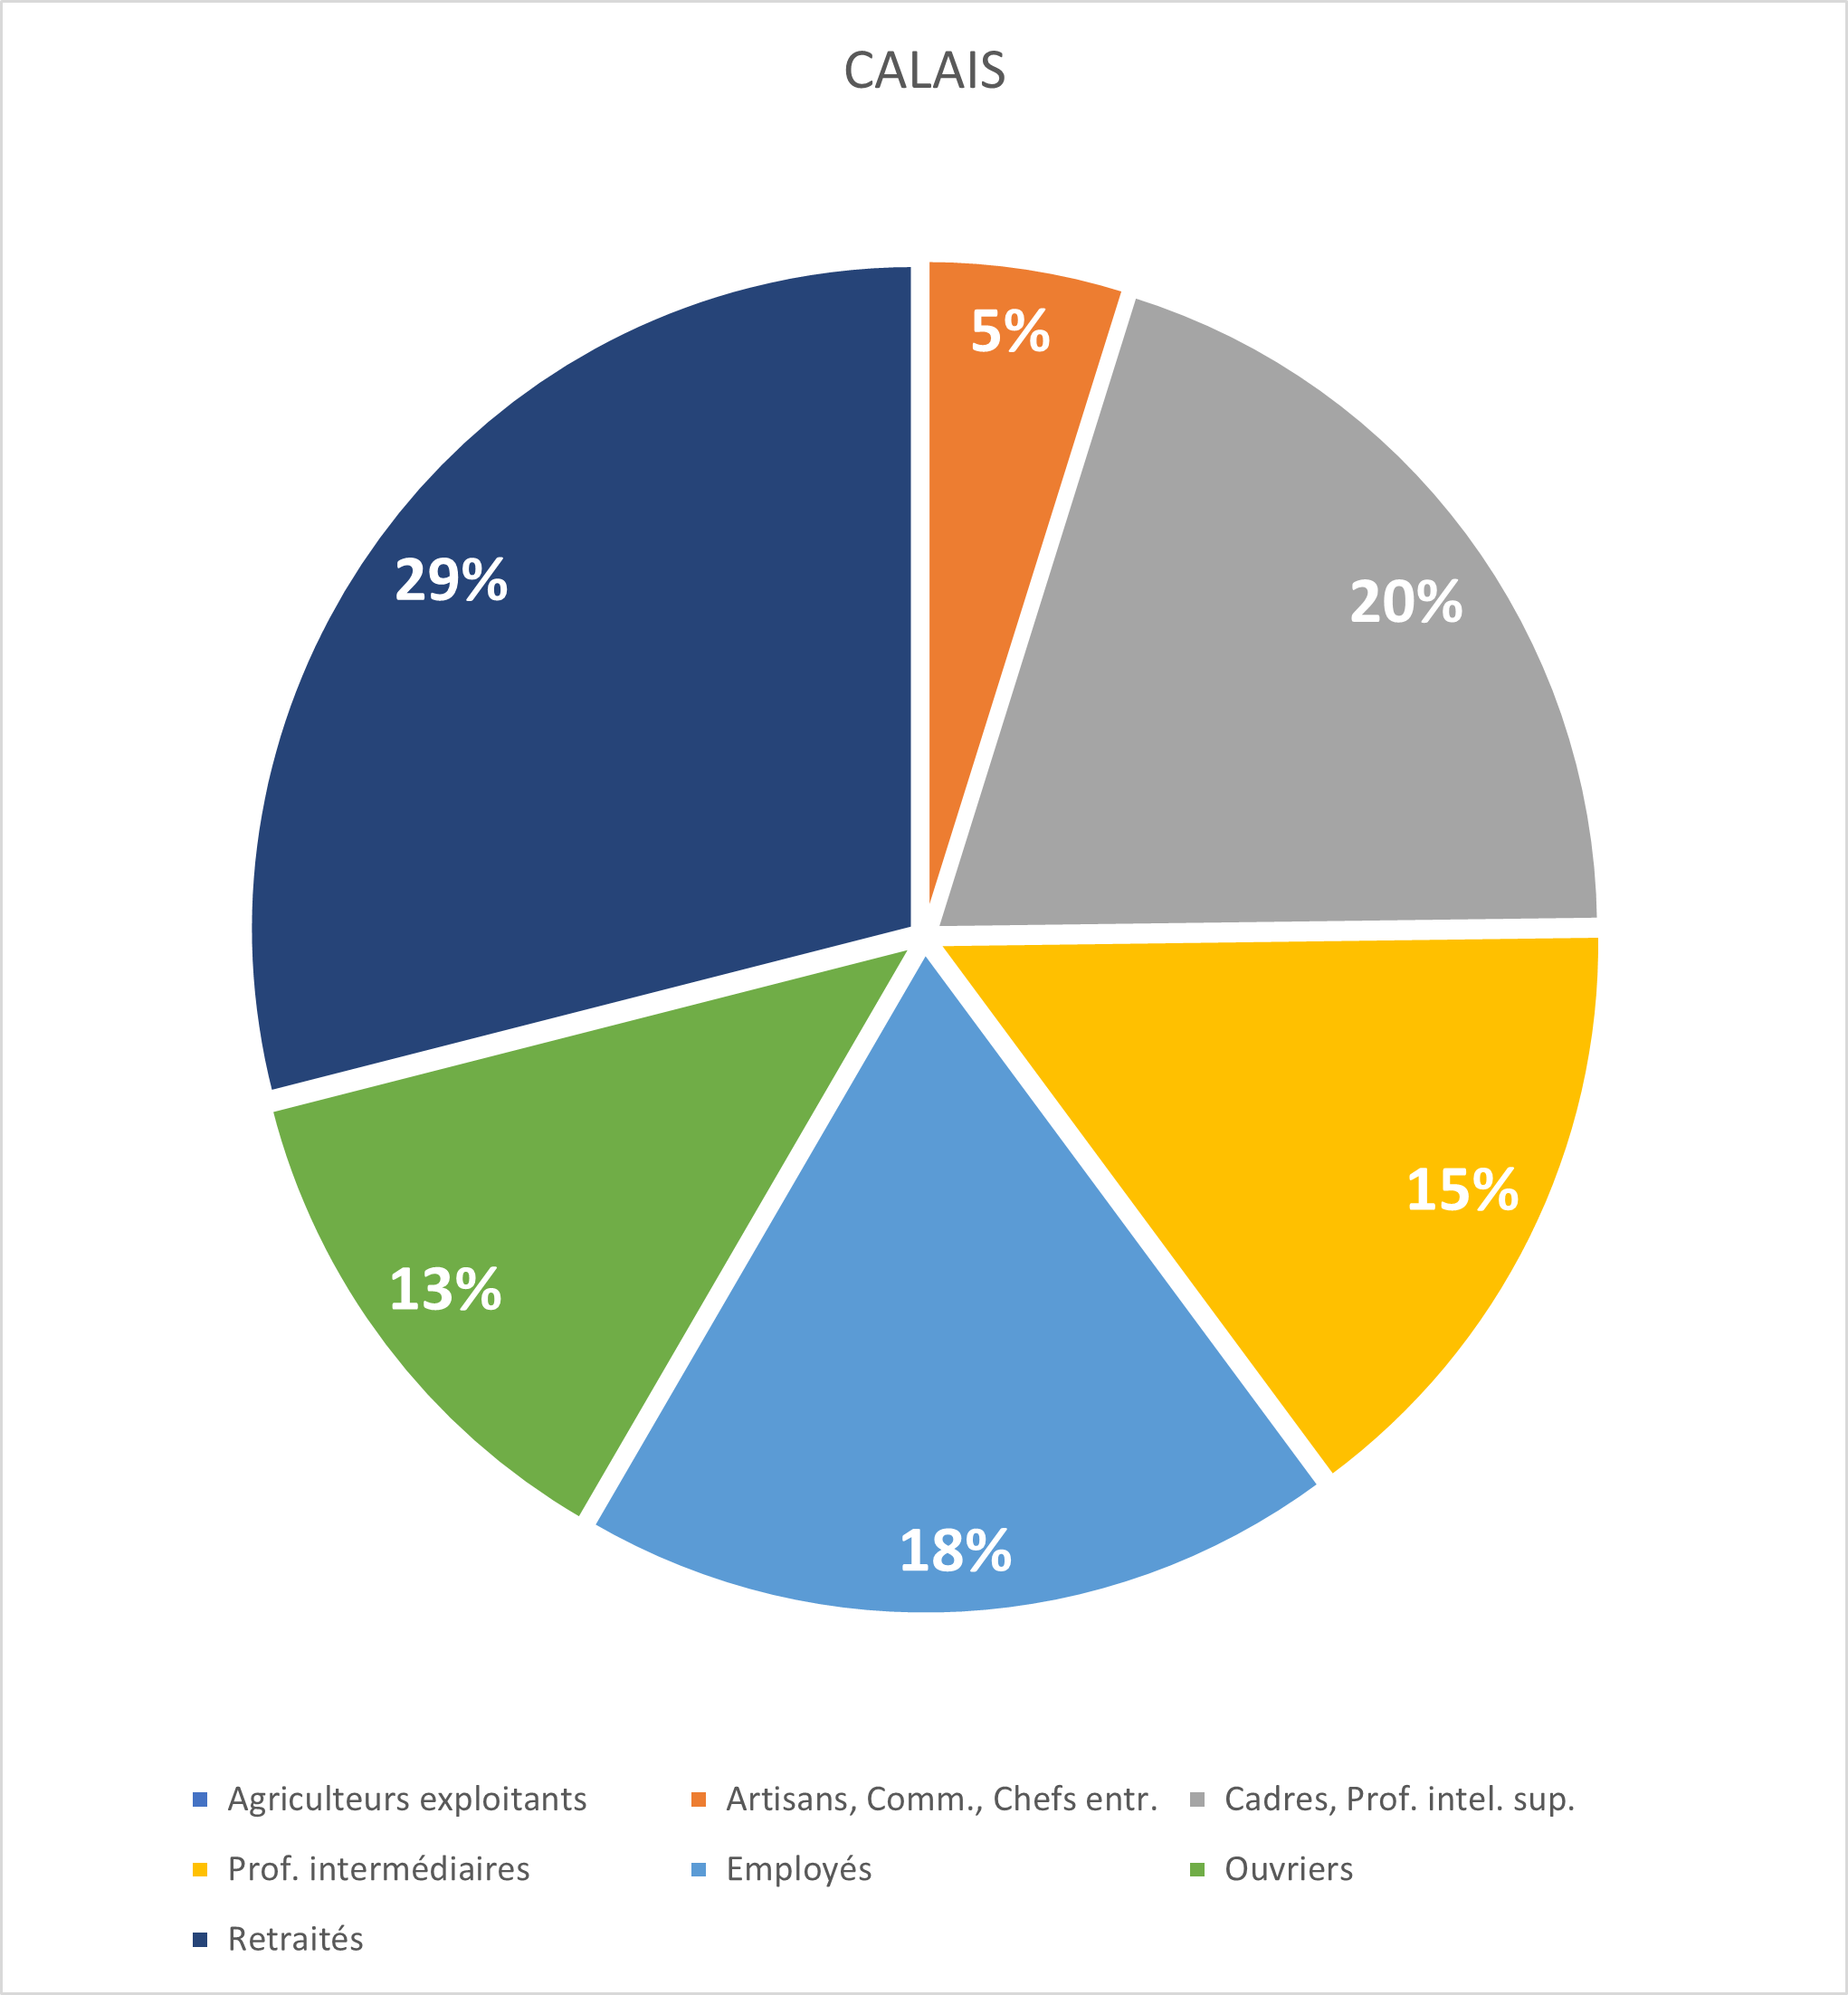 CALAIS
5%
20%
29%
15%
13%
18%
Agriculteurs exploitants
Artisans, Comm., Chefs entr.
Cadres, Prof. intel. sup.
Prof. intermédiaires
Employés
Ouvriers
Retraités